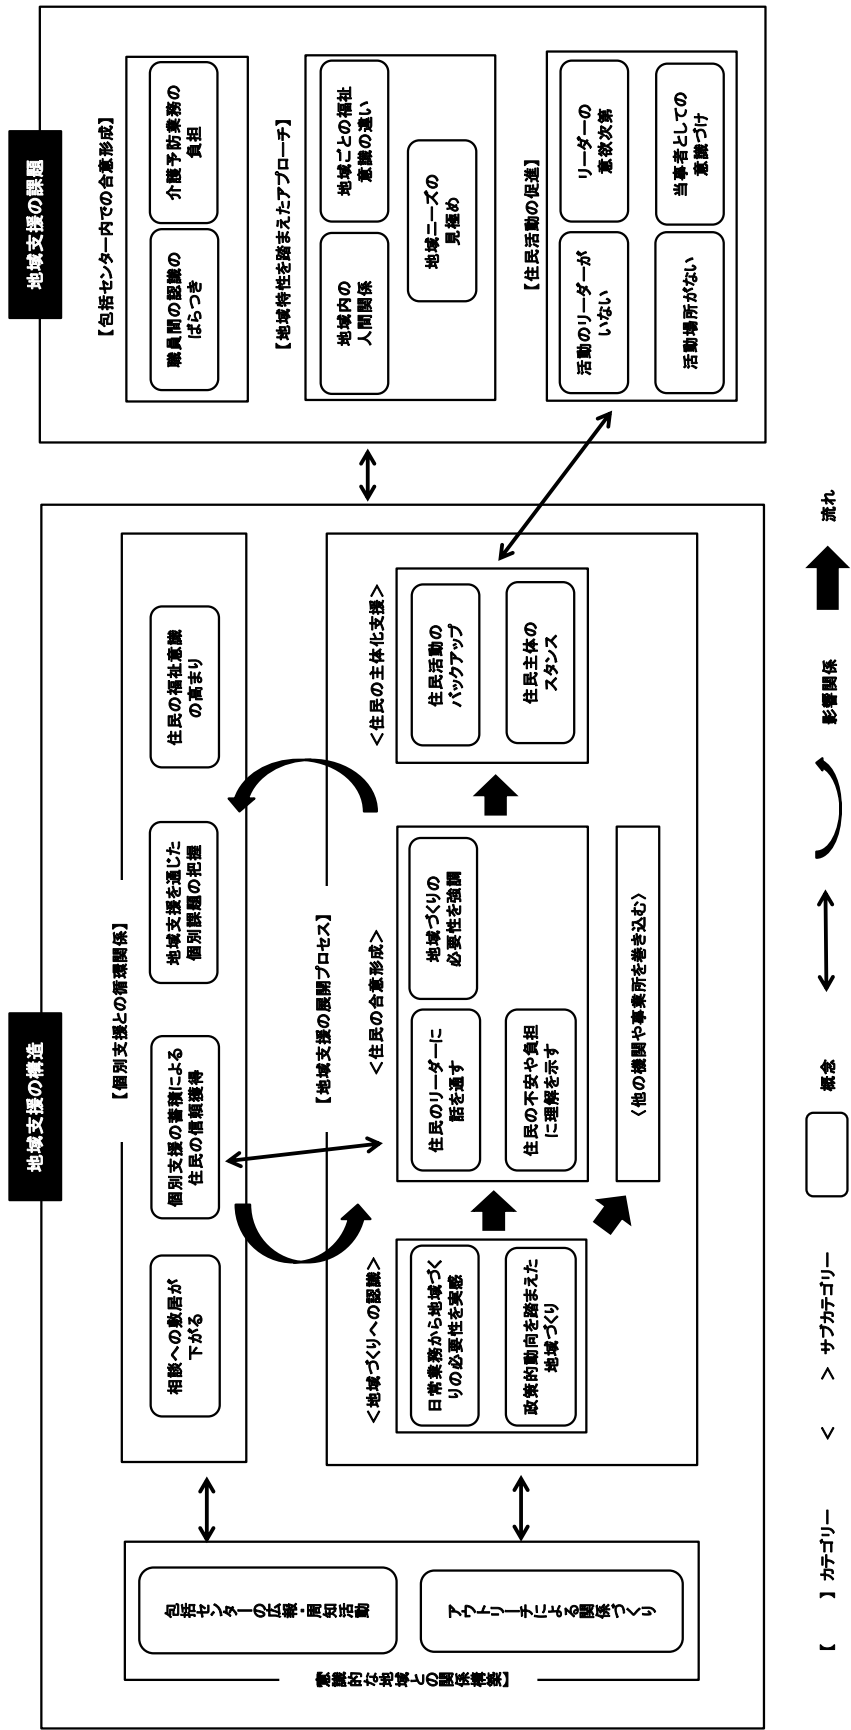 地域支援の構造
【意識的な地域との関係構築】
包括センターの広報・周知活動
アウトリーチによる関係づくり
【個別支援との循環関係】
相談への敷居が
下がる
個別支援の蓄積による
住民の信頼獲得
地域支援を通じた
個別課題の把握
住民の福祉意識
の高まり
【地域支援の展開プロセス】
＜地域づくりへの認識＞
日常業務から地域づく
りの必要性を実感
政策的動向を踏まえた
地域づくり
＜住民の合意形成＞
住民のリーダーに
話を通す
地域づくりの
必要性を強調
住民の不安や負担
に理解を示す
＜住民の主体化支援＞
住民活動の
バックアップ
住民主体の
スタンス
〈他の機関や事業所を巻き込む〉
地域支援の課題
【包括センター内での合意形成】
職員間の認識の
ばらつき
介護予防業務の
負担
【地域特性を踏まえたアプローチ】
地域内の
人間関係
地域ごとの福祉
意識の違い
地域ニーズの
見極め
【住民活動の促進】
活動のリーダーが
いない
リーダーの
意欲次第
活動場所がない
当事者としての
意識づけ
【　】カテゴリー
＜　＞サブカテゴリー
概念
影響関係
流れ